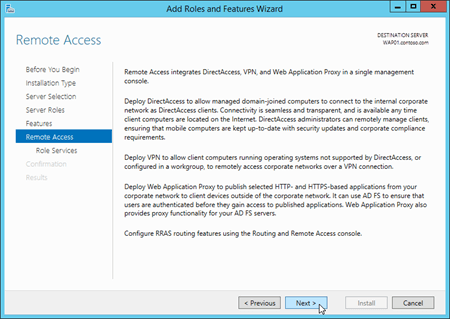 Add Roles and Features Wizard
Remote Access
DESTINATION SERVER
WAP01.contoso.com
Before You Begin
Installation Type
Server Selection
Server Roles
Features
Remote Access
Role Services
Confirmation
Results
Remote Access integrates DirectAccess, VPN, and Web Application Proxy in a single management
console.
Deploy DirectAccess to allow managed domain-joined computers to connect to the internal corporate
network as DirectAccess clients. Connectivity is seamless and transparent, and is available any time
client computers are located on the Internet. DirectAccess administrators can remotely manage clients,
ensuring that mobile computers are kept up-to-date with security updates and corporate compliance
requirements.
Deploy VPN to allow client computers running operating systems not supported by DirectAccess, or
configured in a workgroup, to remotely access corporate networks over a VPN connection.
Deploy Web Application Proxy to publish selected HTTP- and HTTPS-based applications from your
corporate network to client devices outside of the corporate network. It can use AD FS to ensure that
users are authenticated before they gain access to published applications. Web Application Proxy also
provides proxy functionality for your AD FS servers.
Configure RRAS routing features using the Routing and Remote Access console.
< Previous
Next >
Install
Cancel